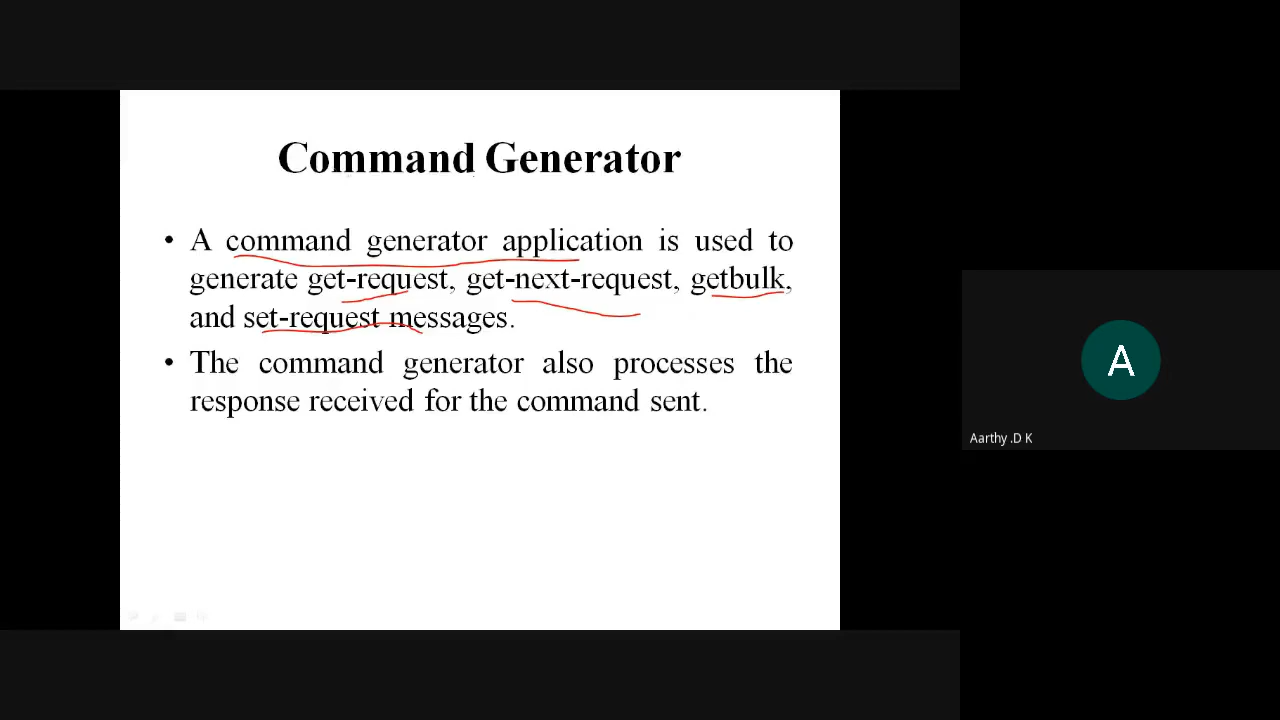 Command Generator
• A command generator application is used to
generate get-request, get-next-request, getbulk,
and set-request messages.
• The command generator also processes the
response received for the command sent.
A
Aarthy .D K